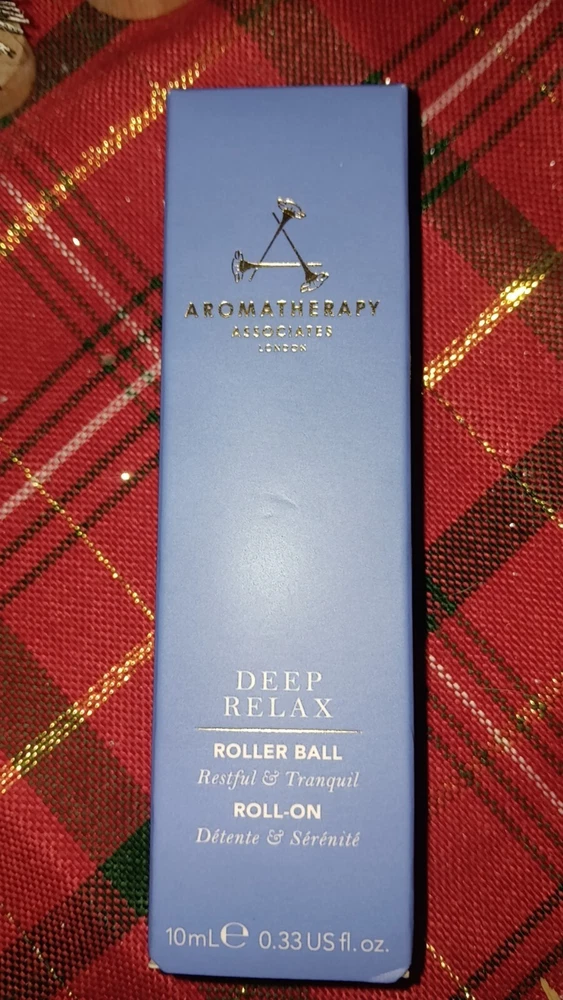 AROMATHERAPY
ASSOCIATES
LONDON
DEEP
RELAX
ROLLER BALL
Restful & Tranquil
ROLL-ON
Détente & Sérénité
10mL℮ 0.33 US fl. oz.